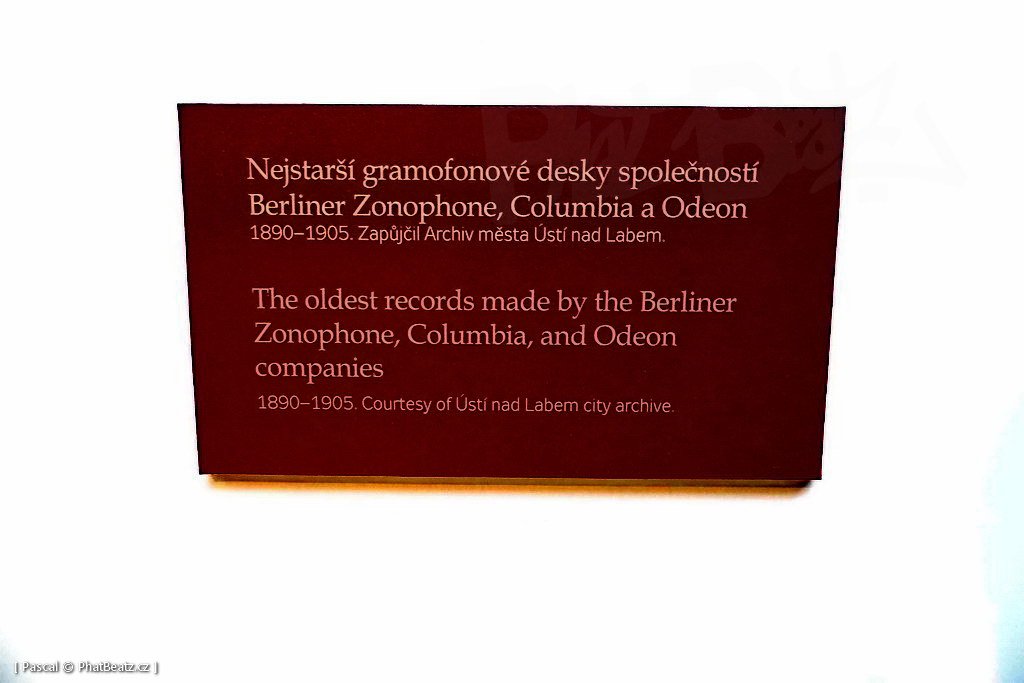 Nejstarší gramofonové desky společností
Berliner Zonophone, Columbia a Odeon
1890–1905. Zapůjčil Archiv města Ústí nad Labem.
The oldest records made by the Berliner
Zonophone, Columbia, and Odeon
companies
1890–1905. Courtesy of Ústí nad Labem city archive.
[ Pascal © PhatBeatz.cz ]